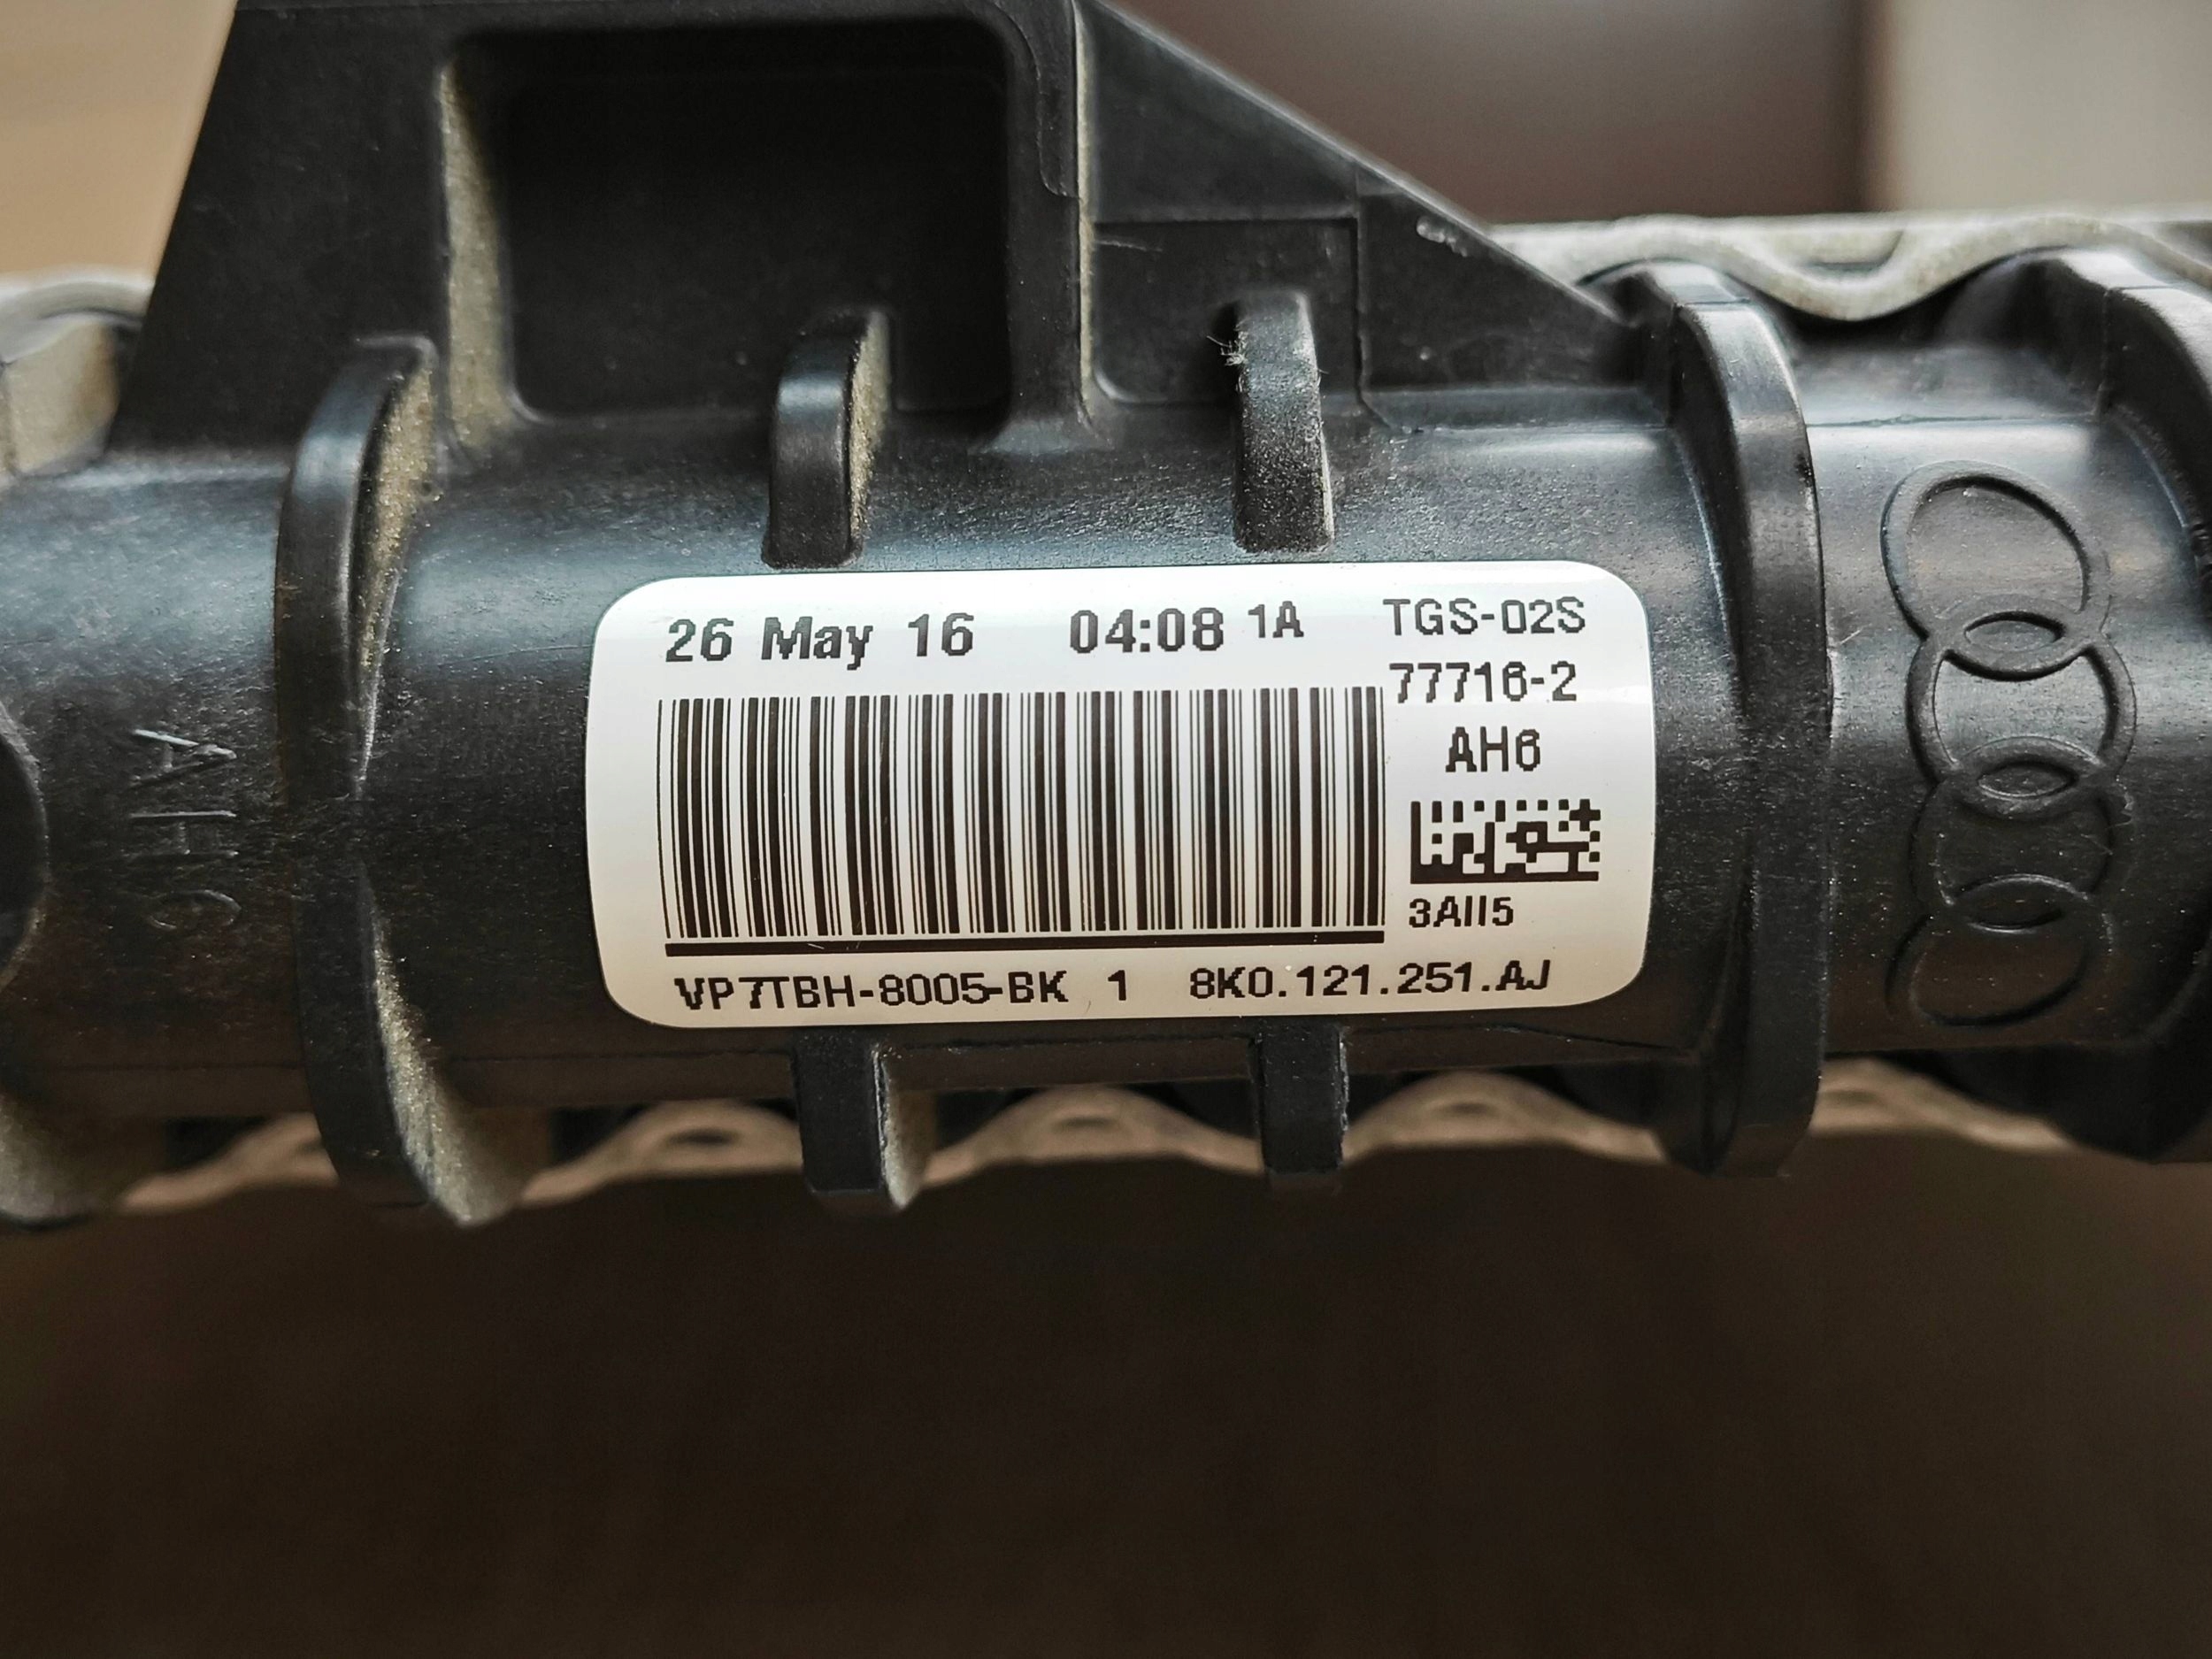 26 May 16 04:08 1A TGS-02S
77716-2
AH6
3AII5
VP7TBH-8005-BK 1 8K0.121.251.AJ
AHG